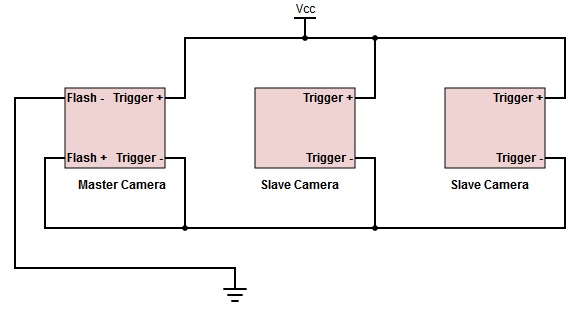 Vcc
Flash - Trigger +
Flash + Trigger -
Master Camera
Trigger +
Trigger -
Slave Camera
Trigger +
Trigger -
Slave Camera